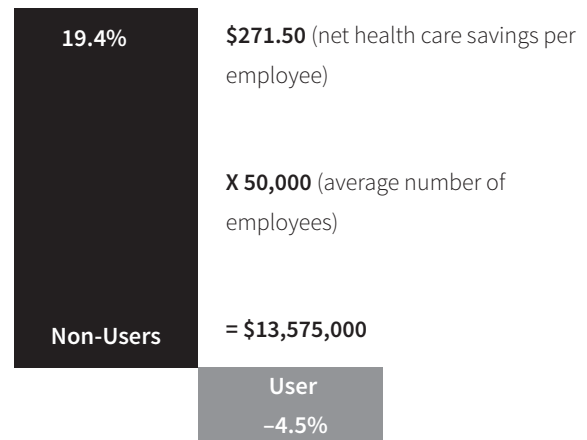 19.4%
$271.50 (net health care savings per
employee)
X 50,000 (average number of
employees)
Non-Users
= $13,575,000
User
–4.5%